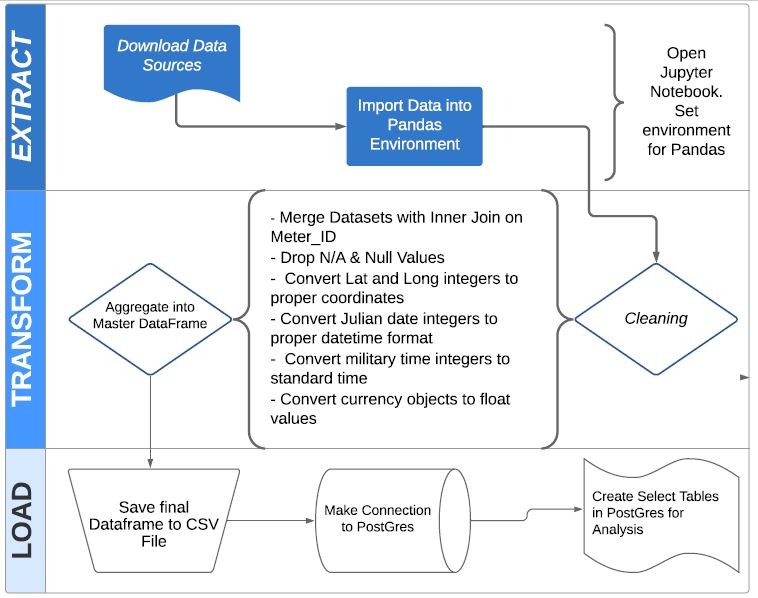 EXTRACT
Download Data
Sources
Import Data into
Pandas
Environment
Open
Jupyter
Notebook.
Set
environment
for Pandas
TRANSFORM
Aggregate into
Master DataFrame
- Merge Datasets with Inner Join on
Meter_ID
- Drop N/A & Null Values
- Convert Lat and Long integers to
proper coordinates
- Convert Julian date integers to
proper datetime format
- Convert military time integers to
standard time
- Convert currency objects to float
values
Cleaning
LOAD
Save final
Dataframe to CSV
File
Make Connection
to PostGres
Create Select Tables
in PostGres for
Analysis